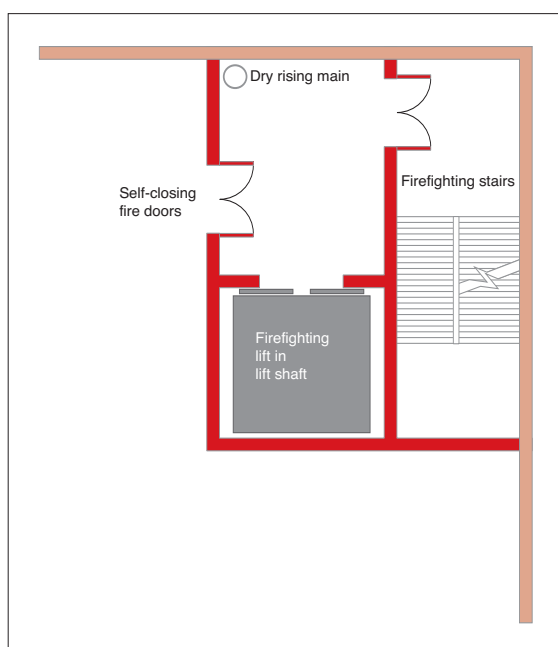 Dry rising main
Self-closing
fire doors
Firefighting stairs
Firefighting
lift in
lift shaft